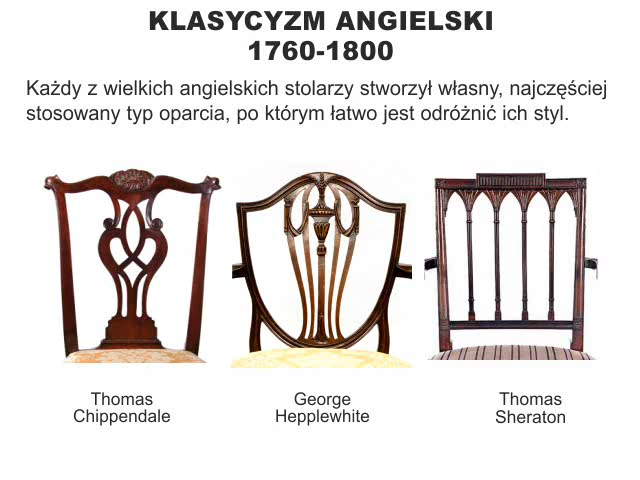 KLASYCYZM ANGIELSKI
1760-1800
Każdy z wielkich angielskich stolarzy stworzył własny, najczęściej
stosowany typ oparcia, po którym łatwo jest odróżnić ich styl.
Thomas
Chippendale
George
Hepplewhite
Thomas
Sheraton